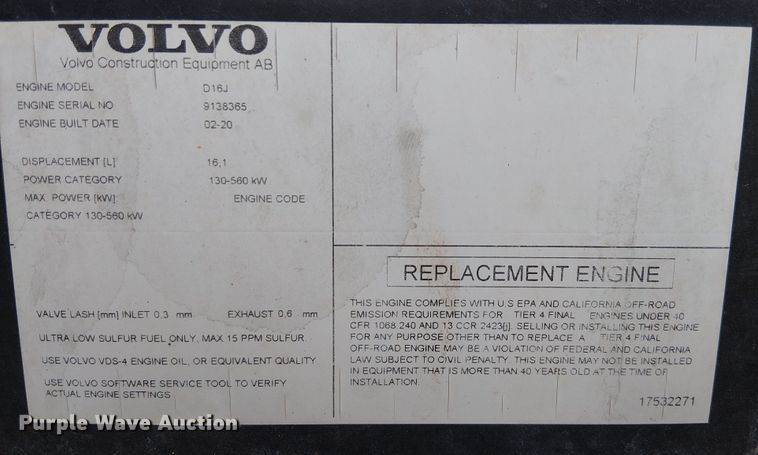 VOLVO
Volvo Construction Equipment AB
ENGINE MODEL D16J
ENGINE SERIAL NO 9138365
ENGINE BUILT DATE 02-20
DISPLACEMENT [L] 16,1
POWER CATEGORY 130-560 kW
MAX. POWER [kW] ENGINE CODE
CATEGORY 130-560 kW
VALVE LASH [mm] INLET 0,3 mm EXHAUST 0,6 mm
ULTRA LOW SULFUR FUEL ONLY, MAX 15 PPM SULFUR
USE VOLVO VDS-4 ENGINE OIL, OR EQUIVALENT QUALITY
USE VOLVO SOFTWARE SERVICE TOOL TO VERIFY
ACTUAL ENGINE SETTINGS
REPLACEMENT ENGINE
THIS ENGINE COMPLIES WITH U S EPA AND CALIFORNIA OFF-ROAD
EMISSION REQUIREMENTS FOR TIER 4 FINAL ENGINES UNDER 40
CFR 1068 240 AND 13 CCR 2423[j]. SELLING OR INSTALLING THIS ENGINE
FOR ANY PURPOSE OTHER THAN TO REPLACE A TIER 4 FINAL
OFF-ROAD ENGINE MAY BE A VIOLATION OF FEDERAL AND CALIFORNIA
LAW SUBJECT TO CIVIL PENALTY. THIS ENGINE MAY NOT BE INSTALLED
IN EQUIPMENT THAT IS MORE THAN 40 YEARS OLD AT THE TIME OF
INSTALLATION.
17532271
Purple Wave Auction